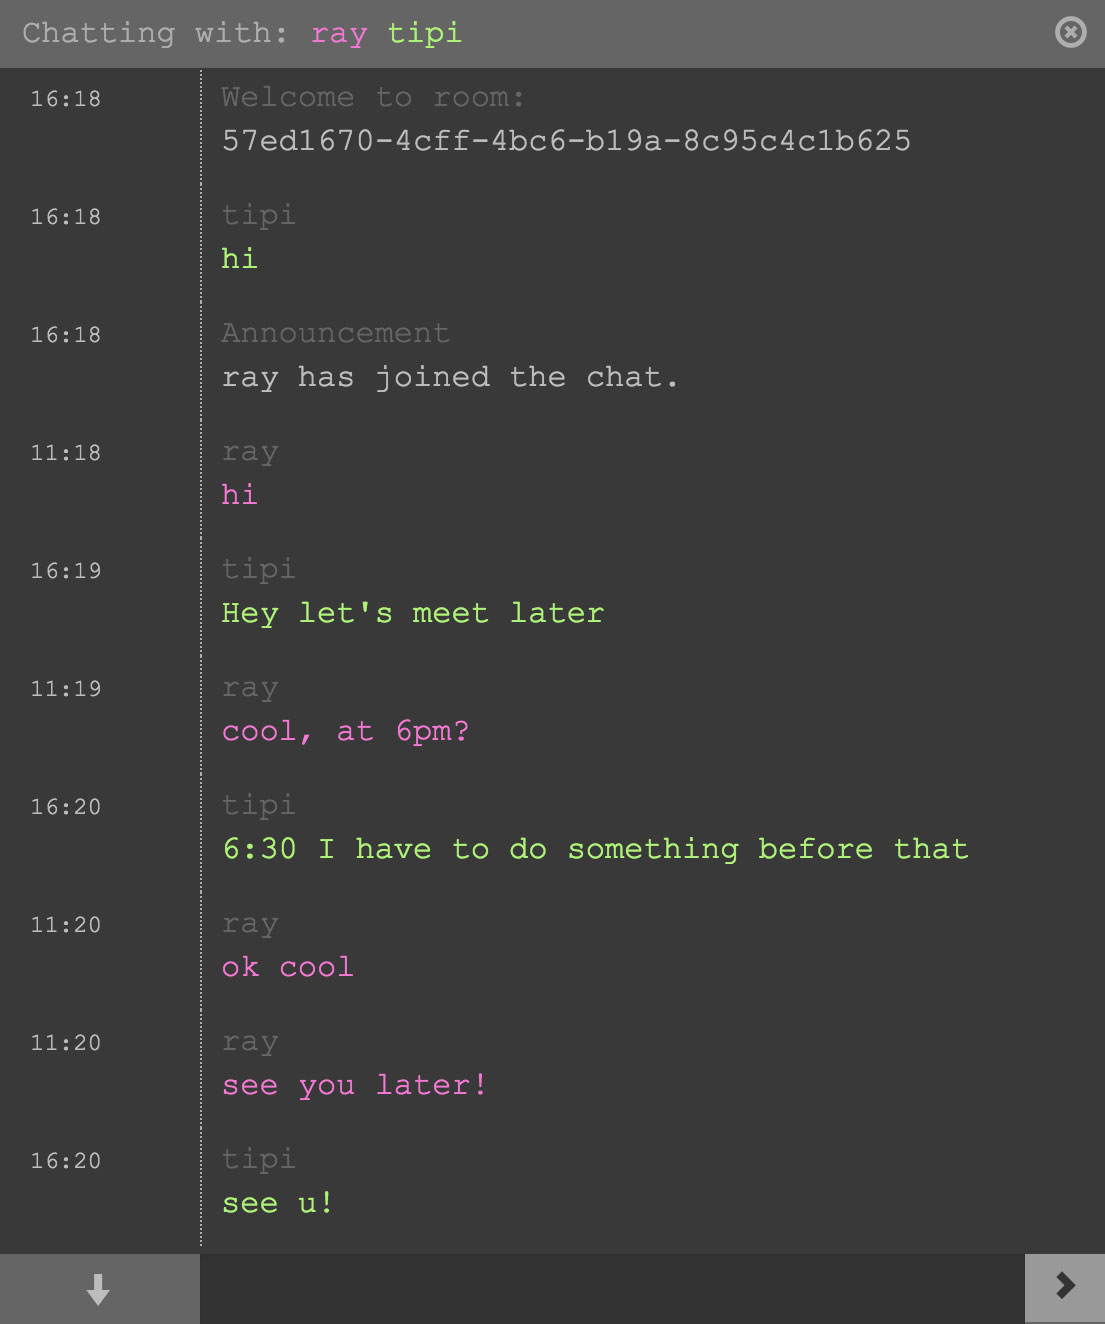 Chatting with: ray tipi
16:18 Welcome to room:
57ed1670-4cff-4bc6-b19a-8c95c4c1b625
16:18 tipi
hi
16:18 Announcement
ray has joined the chat.
11:18 ray
hi
16:19 tipi
Hey let's meet later
11:19 ray
cool, at 6pm?
16:20 tipi
6:30 I have to do something before that
11:20 ray
ok cool
11:20 ray
see you later!
16:20 tipi
see u!